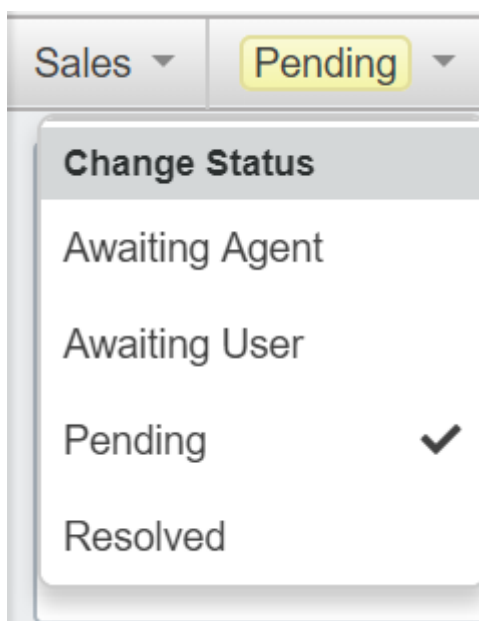 Sales Pending
Change Status
Awaiting Agent
Awaiting User
Pending
Resolved